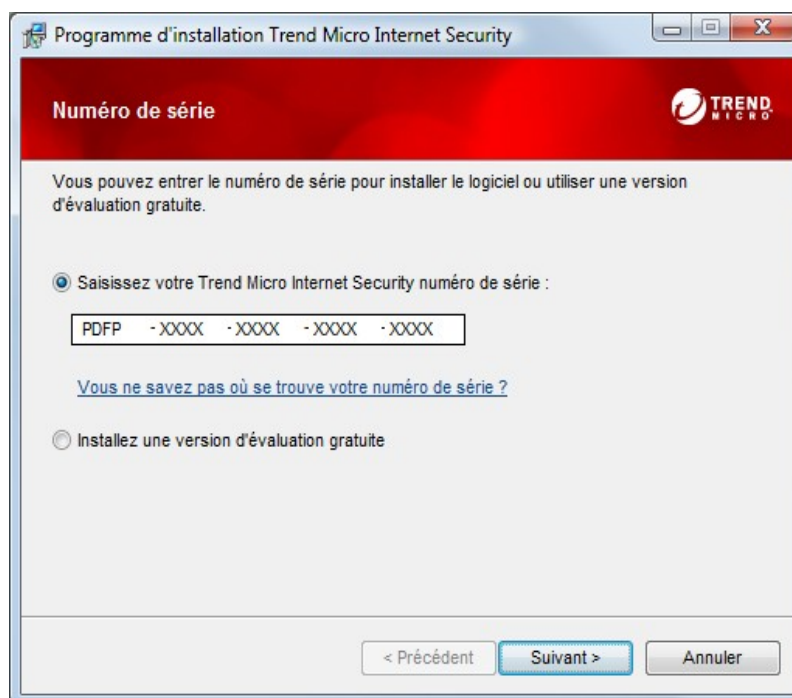 Programme d'installation Trend Micro Internet Security
Numéro de série
TREND
MICRO
Vous pouvez entrer le numéro de série pour installer le logiciel ou utiliser une version
d'évaluation gratuite.
Saisissez votre Trend Micro Internet Security numéro de série :
PDFP -XXXX -XXXX -XXXX -XXXX
Vous ne savez pas où se trouve votre numéro de série ?
Installez une version d'évaluation gratuite
< Précédent Suivant > Annuler